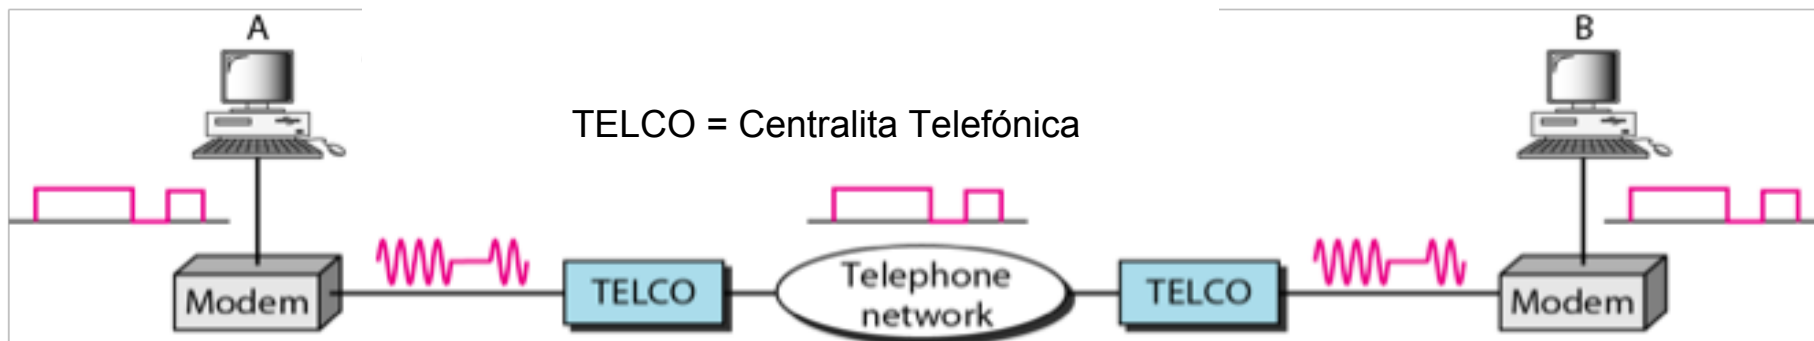 A
B
TELCO = Centralita Telefónica
Modem
TELCO
Telephone
network
TELCO
Modem